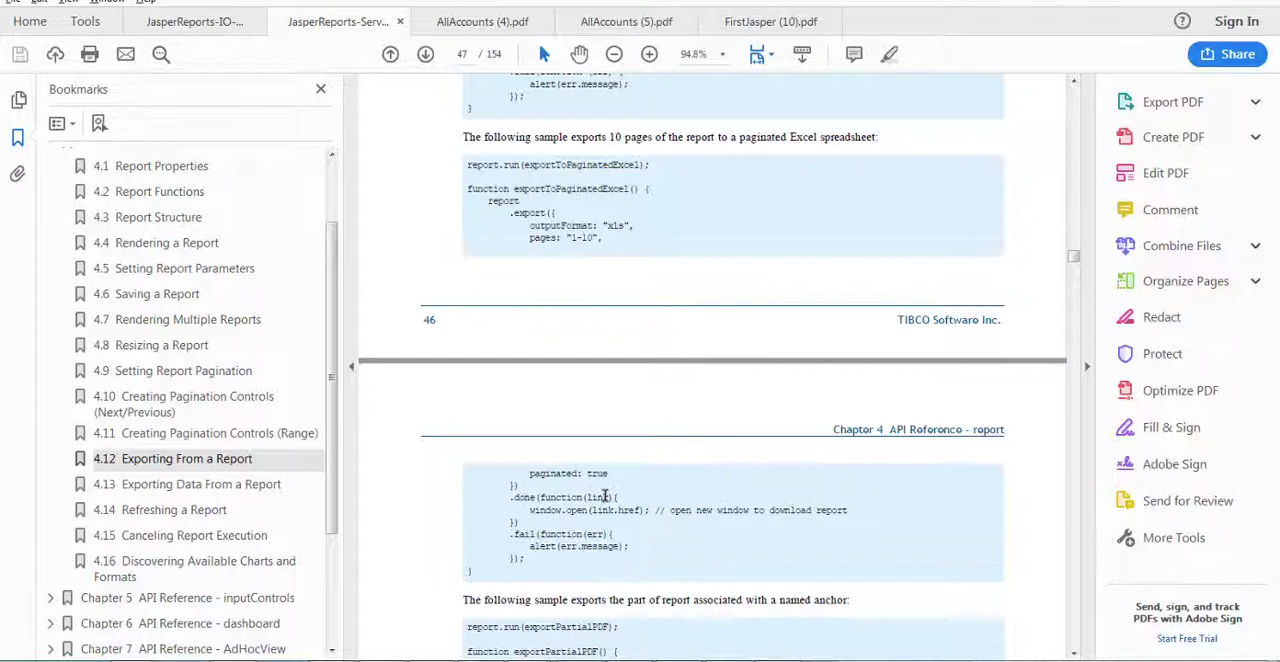 Window
Home
Tools
JasperReports-IO-...
JasperReports-Serv...
AllAccounts (4).pdf
AllAccounts (5).pdf
FirstJasper (10).pdf
Sign In
47 / 154
94.8%
Share
Bookmarks
4.1 Report Properties
4.2 Report Functions
4.3 Report Structure
4.4 Rendering a Report
4.5 Setting Report Parameters
4.6 Saving a Report
4.7 Rendering Multiple Reports
4.8 Resizing a Report
4.9 Setting Report Pagination
4.10 Creating Pagination Controls
(Next/Previous)
4.11 Creating Pagination Controls (Range)
4.12 Exporting From a Report
4.13 Exporting Data From a Report
4.14 Refreshing a Report
4.15 Canceling Report Execution
4.16 Discovering Available Charts and
Formats
Chapter 5 API Reference - inputControls
Chapter 6 API Reference - dashboard
Chapter 7 API Reference - AdHocView
alert(err.message);
});
}
The following sample exports 10 pages of the report to a paginated Excel spreadsheet:
report.run(exportToPaginatedExcel);
function exportToPaginatedExcel() {
report
.export({
outputFormat: "xls",
pages: "1-10",
46
TIBCO Software Inc.
Chapter 4 API Reference - report
paginated: true
})
.done(function(link){
window.open(link.href); // open new window to download report
})
.fail(function(err){
alert(err.message);
});
}
The following sample exports the part of report associated with a named anchor:
report.run(exportPartialPDF);
function exportPartialPDF() {
Export PDF
Create PDF
Edit PDF
Comment
Combine Files
Organize Pages
Redact
Protect
Optimize PDF
Fill & Sign
Adobe Sign
Send for Review
More Tools
Send, sign, and track
PDFs with Adobe Sign
Start Free Trial